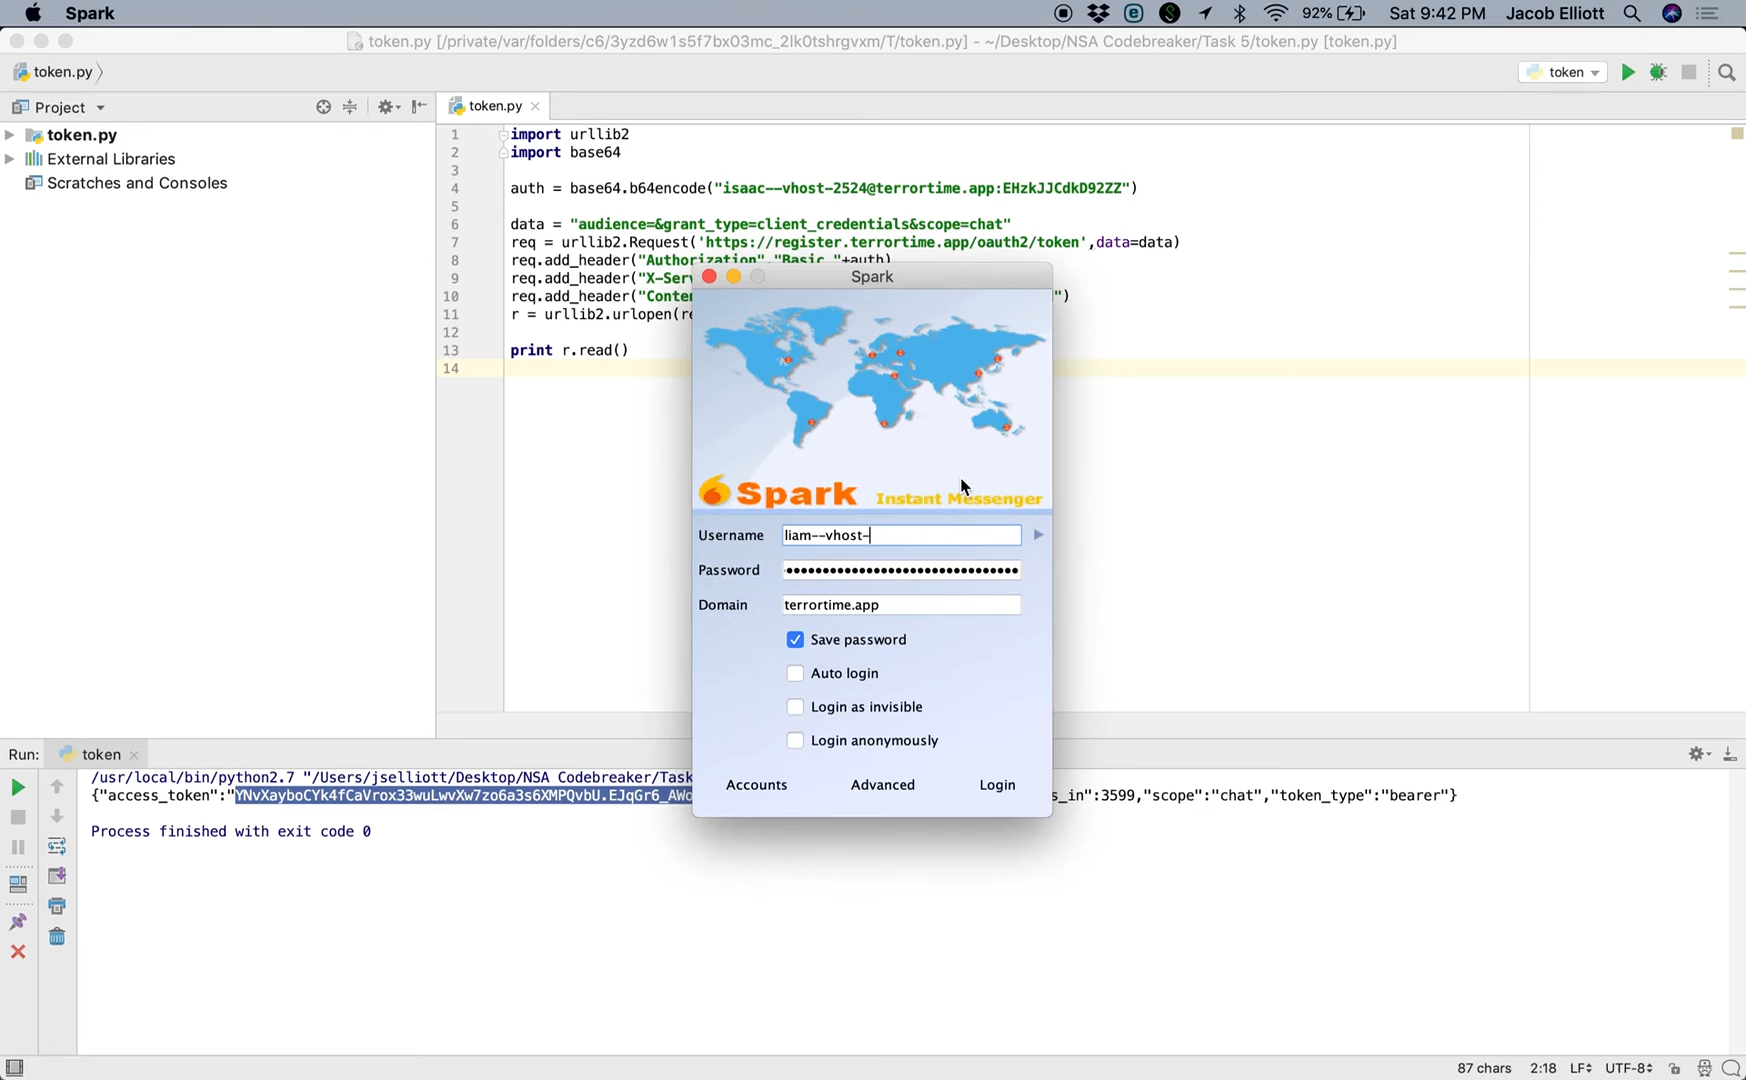 Spark
92%
Sat 9:42 PM
Jacob Elliott
token.py [/private/var/folders/c6/3yzd6w1s5f7bx03mc_2lk0tshrgvxm/T/token.py] - ~/Desktop/NSA Codebreaker/Task 5/token.py [token.py]
token.py
token
Project
token.py
token.py
External Libraries
Scratches and Consoles
1 import urllib2
2 import base64
3
4 auth = base64.b64encode("isaac--vhost-2524@terrortime.app:EHzkJJCdkD92ZZ")
5
6 data = "audience=&grant_type=client_credentials&scope=chat"
7 req = urllib2.Request('https://register.terrortime.app/oauth2/token',data=data)
8 req.add_header("Authorization","Basic "+auth)
9 req.add_header("X-Ser
10 req.add_header("Conten ")
11 r = urllib2.urlopen(re
12
13 print r.read()
14
Spark
Spark Instant Messenger
Username liam--vhost-
Password
Domain terrortime.app
Save password
Auto login
Login as invisible
Login anonymously
Accounts Advanced Login
Run: token
/usr/local/bin/python2.7 "/Users/jselliott/Desktop/NSA Codebreaker/Task
{"access_token":"YNvXayboCYk4fCaVrox33wuLwvXw7zo6a3s6XMPQvbU.EJqGr6_AWo s_in":3599,"scope":"chat","token_type":"bearer"}
Process finished with exit code 0
87 chars 2:18 LF UTF-8